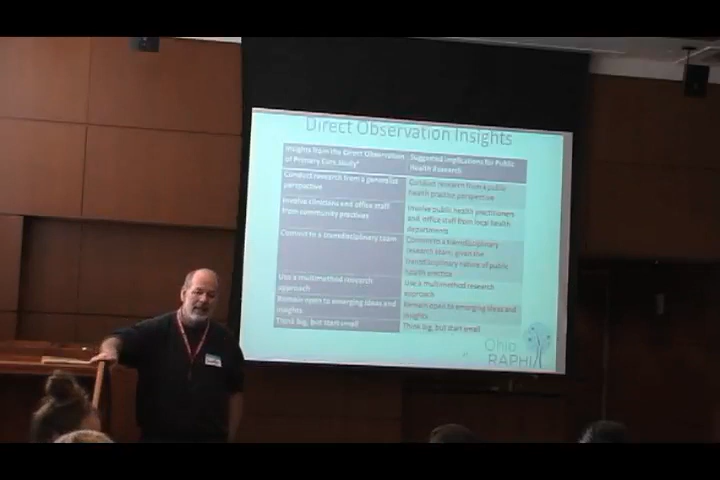 Direct Observation Insights
Insights from the Direct Observation
of Primary Care Study
Suggested Implications for Public
Health Research
Conduct research from a generalist
perspective
Conduct research from a public
health practice perspective
Involve clinicians and office staff
from community practices
Involve public health practitioners
and office staff from local health
departments
Commit to a transdisciplinary team
Commit to a transdisciplinary
research team, given the
transdisciplinary nature of public
health practice
Use a multimethod research
approach
Use a multimethod research
approach
Remain open to emerging ideas and
insights
Remain open to emerging ideas and
insights
Think big, but start small
Think big, but start small
Ohio
RAPHI